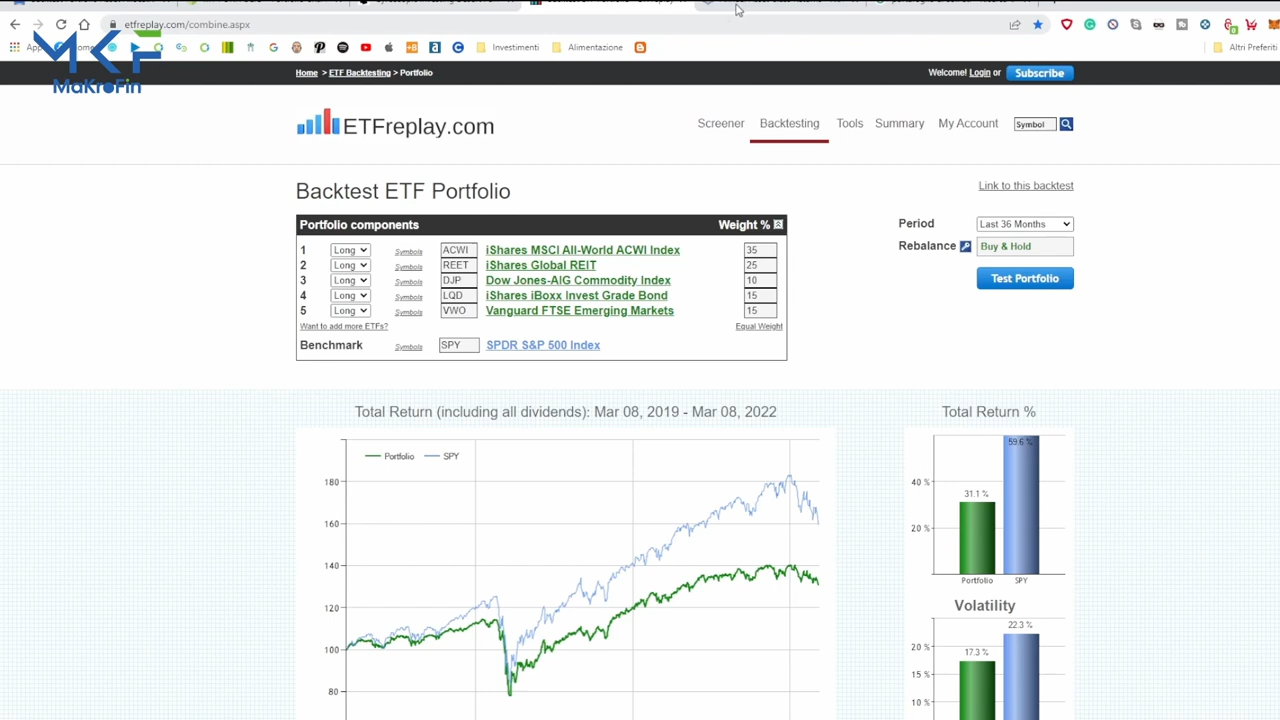 etfreplay.com/combine.aspx
Investimenti
Alimentazione
Altri Preferiti
MKF
MaKroFin
Home > ETF Backtesting > Portfolio
Welcome! Login or
Subscribe
ETFreplay.com
Screener
Backtesting
Tools
Summary
My Account
Symbol
Backtest ETF Portfolio
Link to this backtest
Portfolio components Weight %
1 Long Symbols ACWI iShares MSCI All-World ACWI Index 35
2 Long Symbols REET iShares Global REIT 25
3 Long Symbols DJP Dow Jones-AIG Commodity Index 10
4 Long Symbols LQD iShares iBoxx Invest Grade Bond 15
5 Long Symbols VWO Vanguard FTSE Emerging Markets 15
Want to add more ETFs? Equal Weight
Benchmark Symbols SPY SPDR S&P 500 Index
Period Last 36 Months
Rebalance Buy & Hold
Test Portfolio
Total Return (including all dividends): Mar 08, 2019 - Mar 08, 2022
Portfolio SPY
180
160
140
120
100
80
Total Return %
59.6 %
40 %
31.1 %
20 %
Portfolio SPY
Volatility
22.3 %
20 %
17.3 %
15 %
10 %